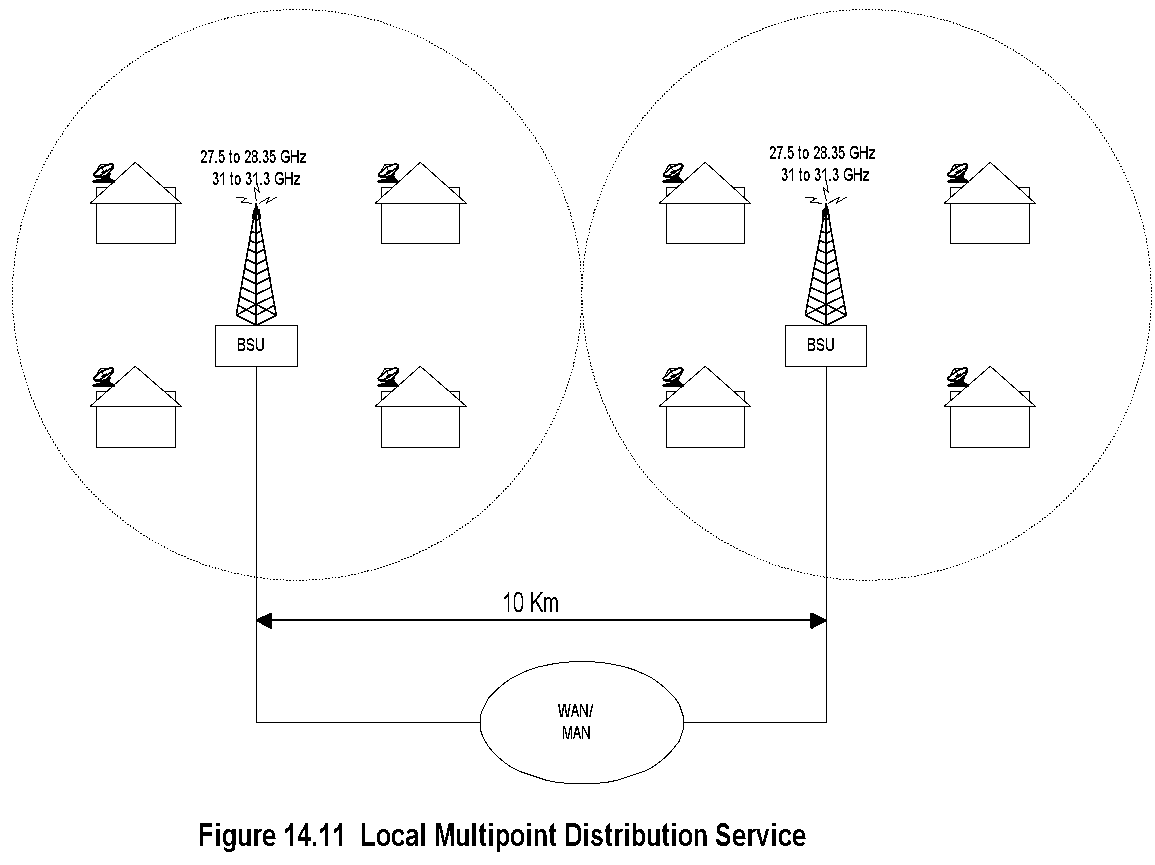 27.5 to 28.35 GHz
31 to 31.3 GHz
27.5 to 28.35 GHz
31 to 31.3 GHz
BSU
BSU
10 Km
WAN/
MAN
Figure 14.11 Local Multipoint Distribution Service